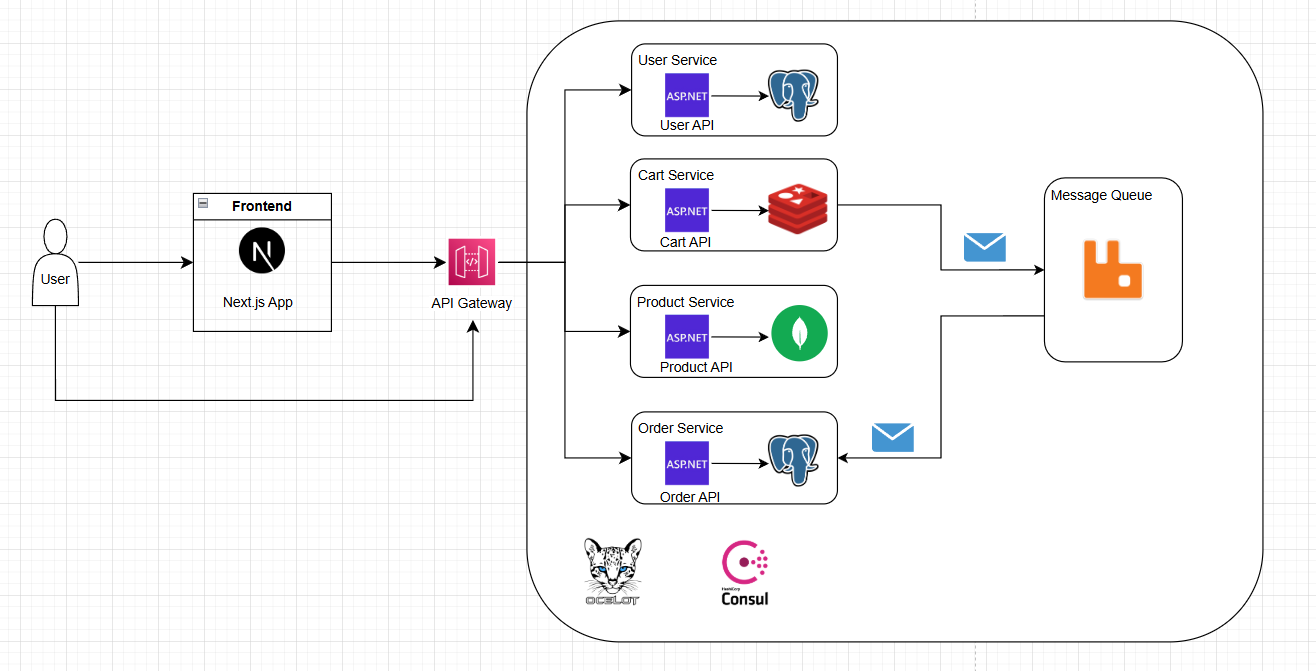 User
Frontend
N
Next.js App
API Gateway
User Service
ASP.NET
User API
Cart Service
ASP.NET
Cart API
Product Service
ASP.NET
Product API
Order Service
ASP.NET
Order API
Message Queue
OCELOT
HashiCorp
Consul